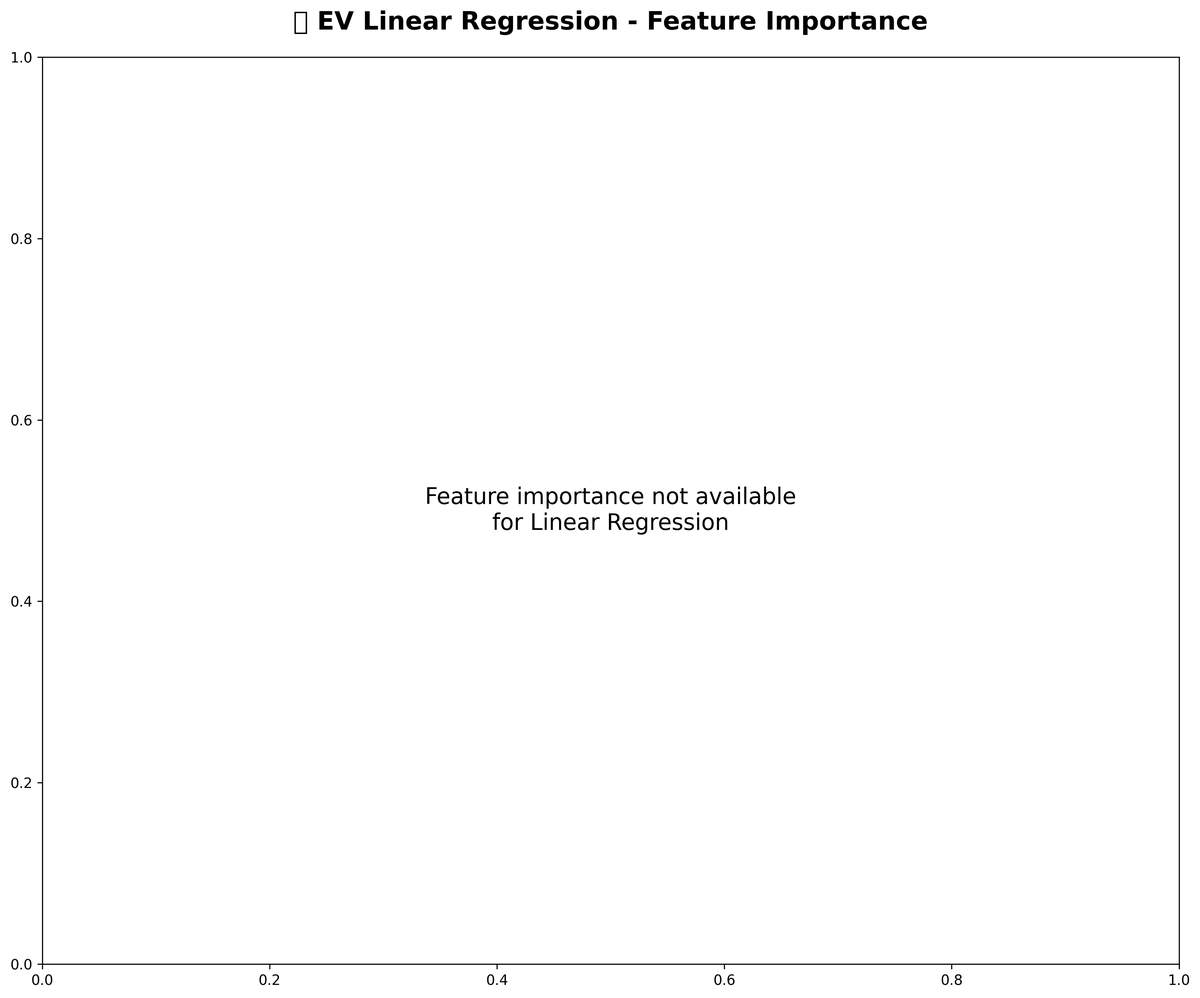 EV Linear Regression - Feature Importance
1.0
0.8
0.6
Feature importance not available
for Linear Regression
0.4
0.2
0.0
0.0 0.2 0.4 0.6 0.8 1.0